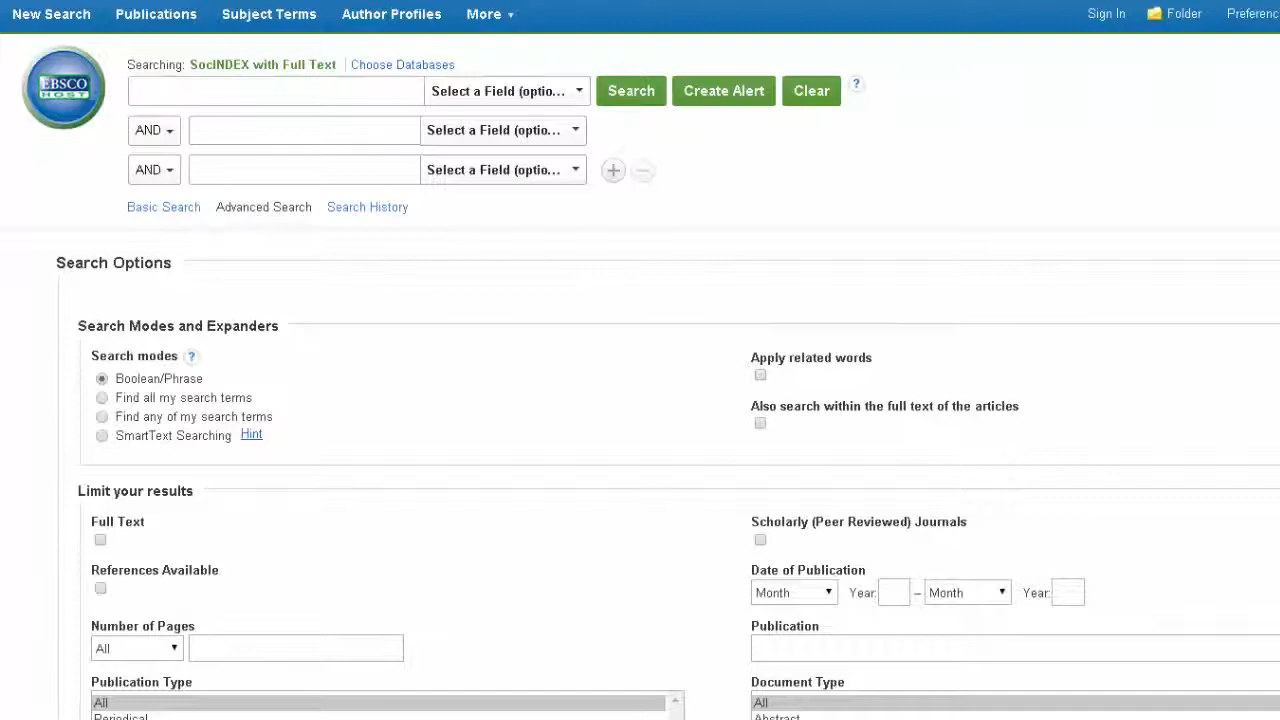 New Search Publications Subject Terms Author Profiles More Sign In Folder
EBSCO HOST
Searching: SocINDEX with Full Text Choose Databases
Select a Field (optio... Search Create Alert Clear ?
AND Select a Field (optio...
AND Select a Field (optio...
Basic Search Advanced Search Search History
Search Options
Search Modes and Expanders
Search modes ?
Boolean/Phrase
Find all my search terms
Find any of my search terms
SmartText Searching Hint
Apply related words
Also search within the full text of the articles
Limit your results
Full Text
Scholarly (Peer Reviewed) Journals
References Available
Date of Publication
Month Year: – Month Year:
Number of Pages
All
Publication
Publication Type
All
Periodical
Document Type
All
Abstract